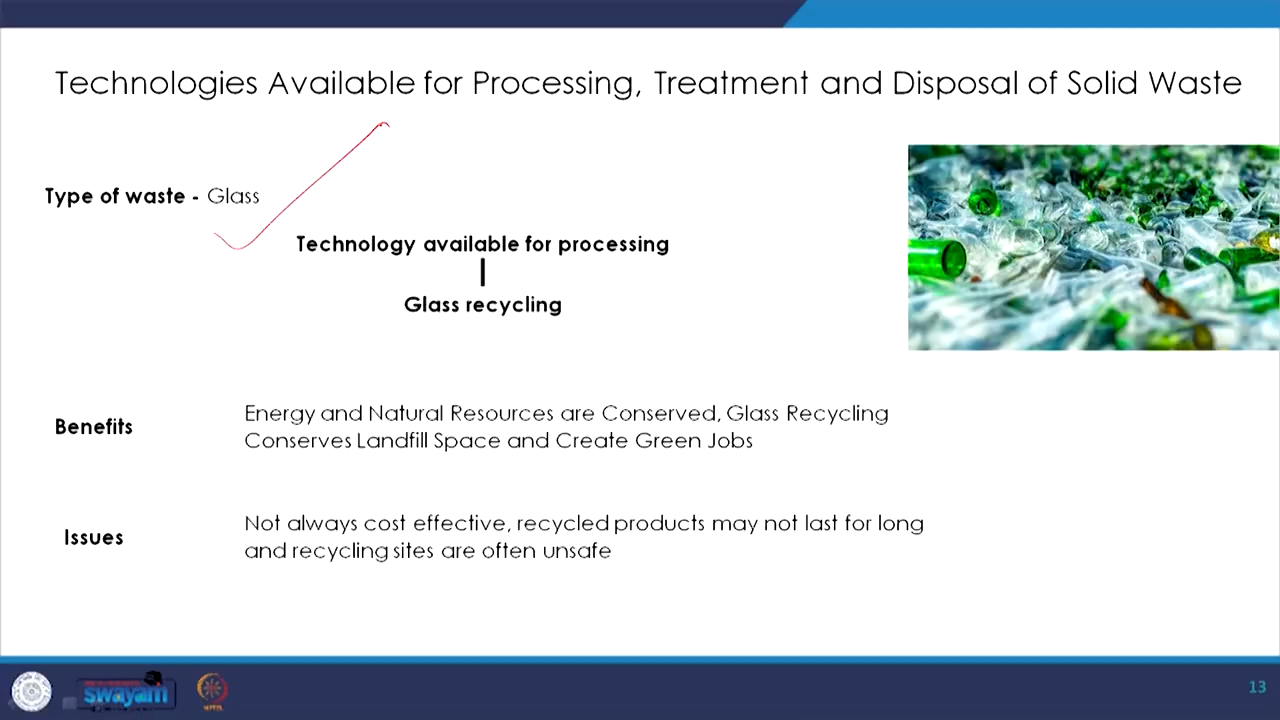 Technologies Available for Processing, Treatment and Disposal of Solid Waste
Type of waste - Glass
Technology available for processing
Glass recycling
Benefits
Energy and Natural Resources are Conserved, Glass Recycling
Conserves Landfill Space and Create Green Jobs
Issues
Not always cost effective, recycled products may not last for long
and recycling sites are often unsafe
swayam
13